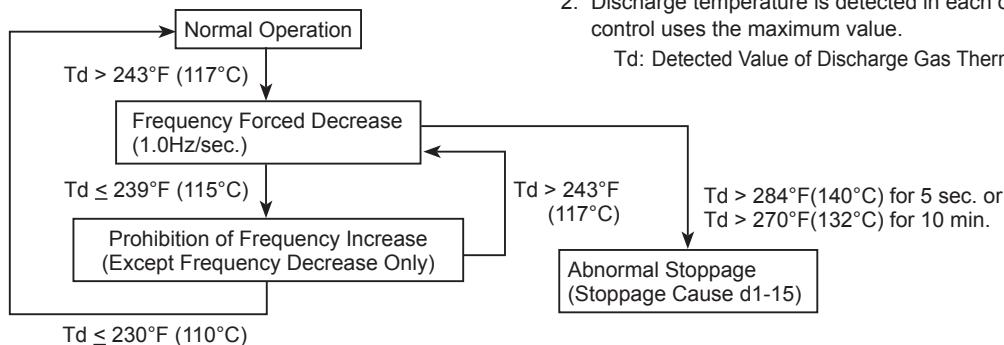 2. Discharge temperature is detected in each
control uses the maximum value.
Td: Detected Value of Discharge Gas
Normal Operation
Td > 243°F (117°C)
Frequency Forced Decrease
(1.0Hz/sec.)
Td ≤ 239°F (115°C)
Td > 243°F
(117°C)
Td > 284°F(140°C) for 5 sec. or
Td > 270°F(132°C) for 10 min.
Prohibition of Frequency Increase
(Except Frequency Decrease Only)
Abnormal Stoppage
(Stoppage Cause d1-15)
Td ≤ 230°F (110°C)